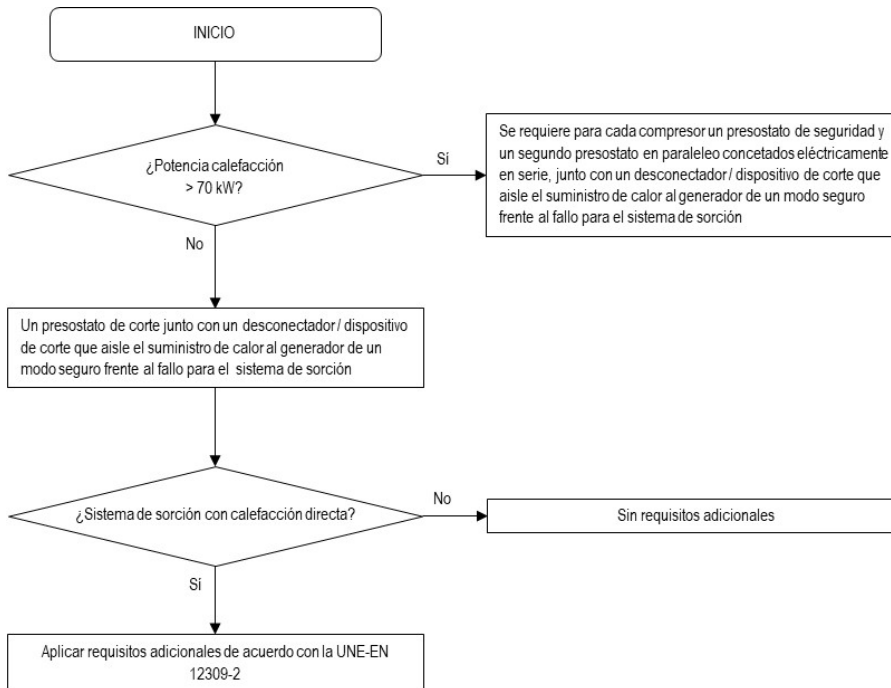 INICIO
¿Potencia calefacción
> 70 kW?
Sí
Se requiere para cada compresor un presostato de seguridad y
un segundo presostato en paraleleo concetados eléctricamente
en serie, junto con un desconectador / dispositivo de corte que
aisle el suministro de calor al generador de un modo seguro
frente al fallo para el sistema de sorción
No
Un presostato de corte junto con un desconectador / dispositivo
de corte que aisle el suministro de calor al generador de un
modo seguro frente al fallo para el sistema de sorción
¿Sistema de sorción con calefacción directa?
No
Sin requisitos adicionales
Sí
Aplicar requisitos adicionales de acuerdo con la UNE-EN
12309-2